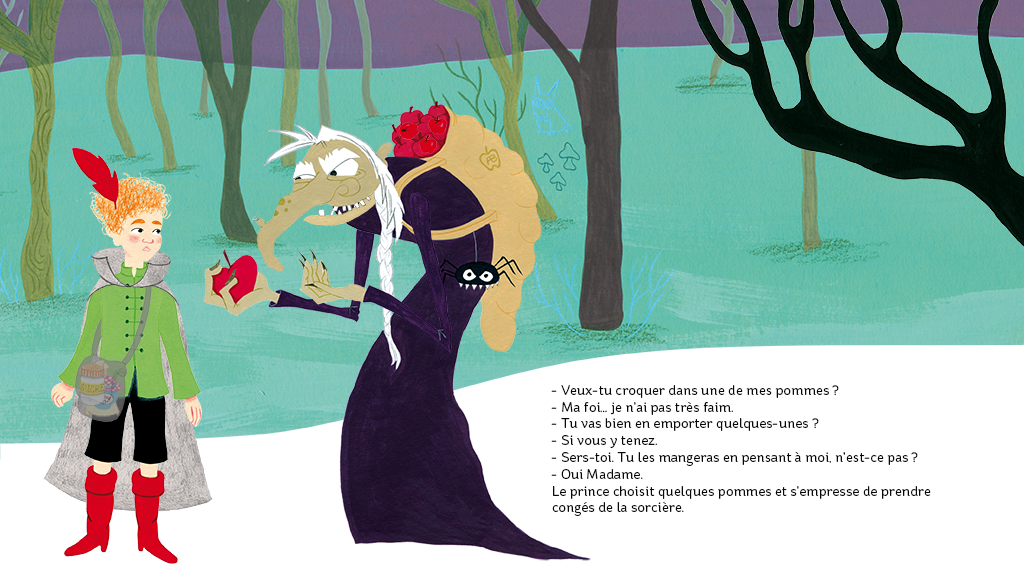 - Veux-tu croquer dans une de mes pommes ?
- Ma foi... je n'ai pas très faim.
- Tu vas bien en emporter quelques-unes ?
- Si vous y tenez.
- Sers-toi. Tu les mangeras en pensant à moi, n'est-ce pas ?
- Oui Madame.
Le prince choisit quelques pommes et s'empresse de prendre
congés de la sorcière.